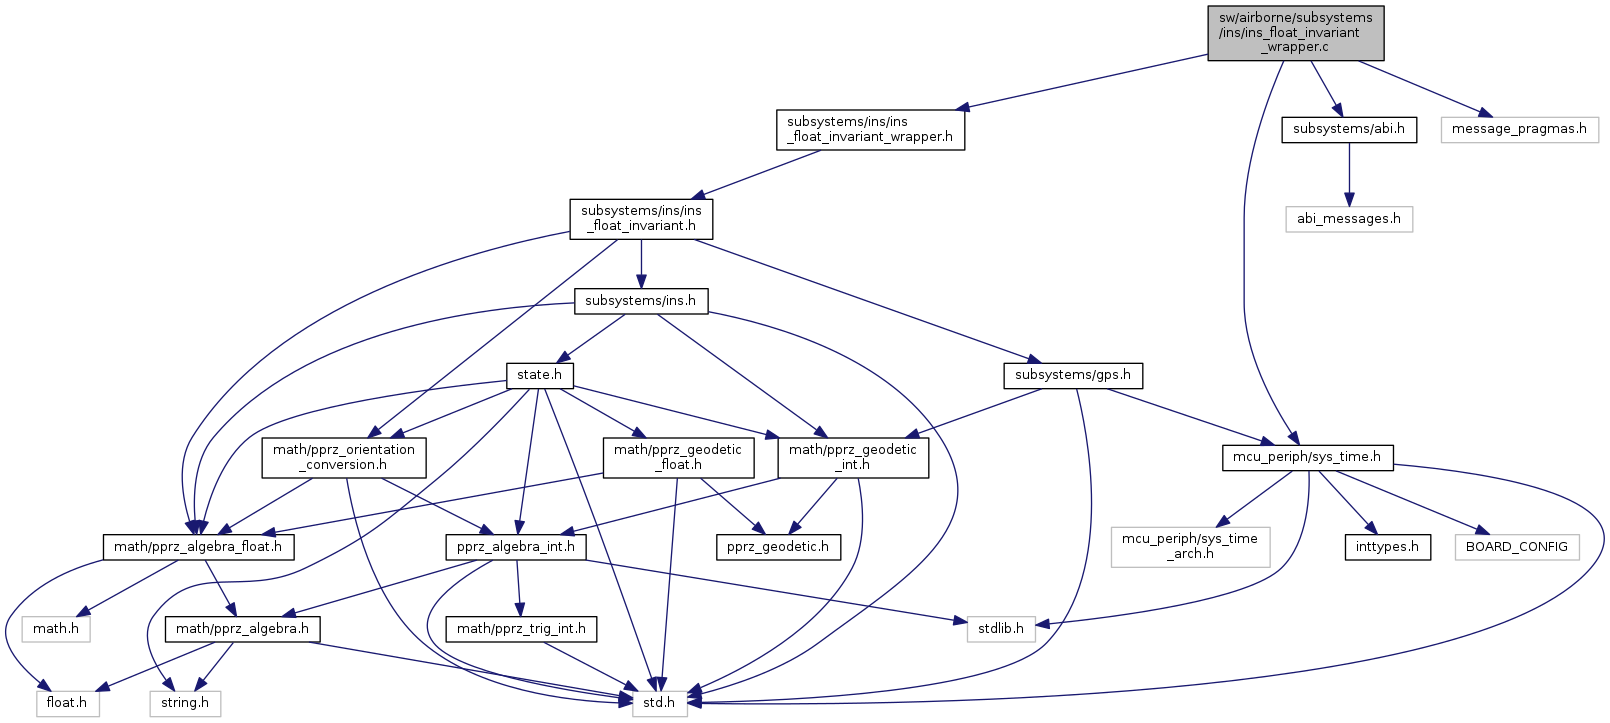 sw/airborne/subsystems
/ins/ins_float_invariant
_wrapper.c
subsystems/ins/ins
_float_invariant_wrapper.h
subsystems/abi.h
message_pragmas.h
subsystems/ins/ins
_float_invariant.h
abi_messages.h
subsystems/ins.h
state.h
subsystems/gps.h
math/pprz_orientation
_conversion.h
math/pprz_geodetic
_float.h
math/pprz_geodetic
_int.h
mcu_periph/sys_time.h
math/pprz_algebra_float.h
pprz_algebra_int.h
pprz_geodetic.h
mcu_periph/sys_time
_arch.h
inttypes.h
BOARD_CONFIG
math.h
math/pprz_algebra.h
math/pprz_trig_int.h
stdlib.h
float.h
string.h
std.h